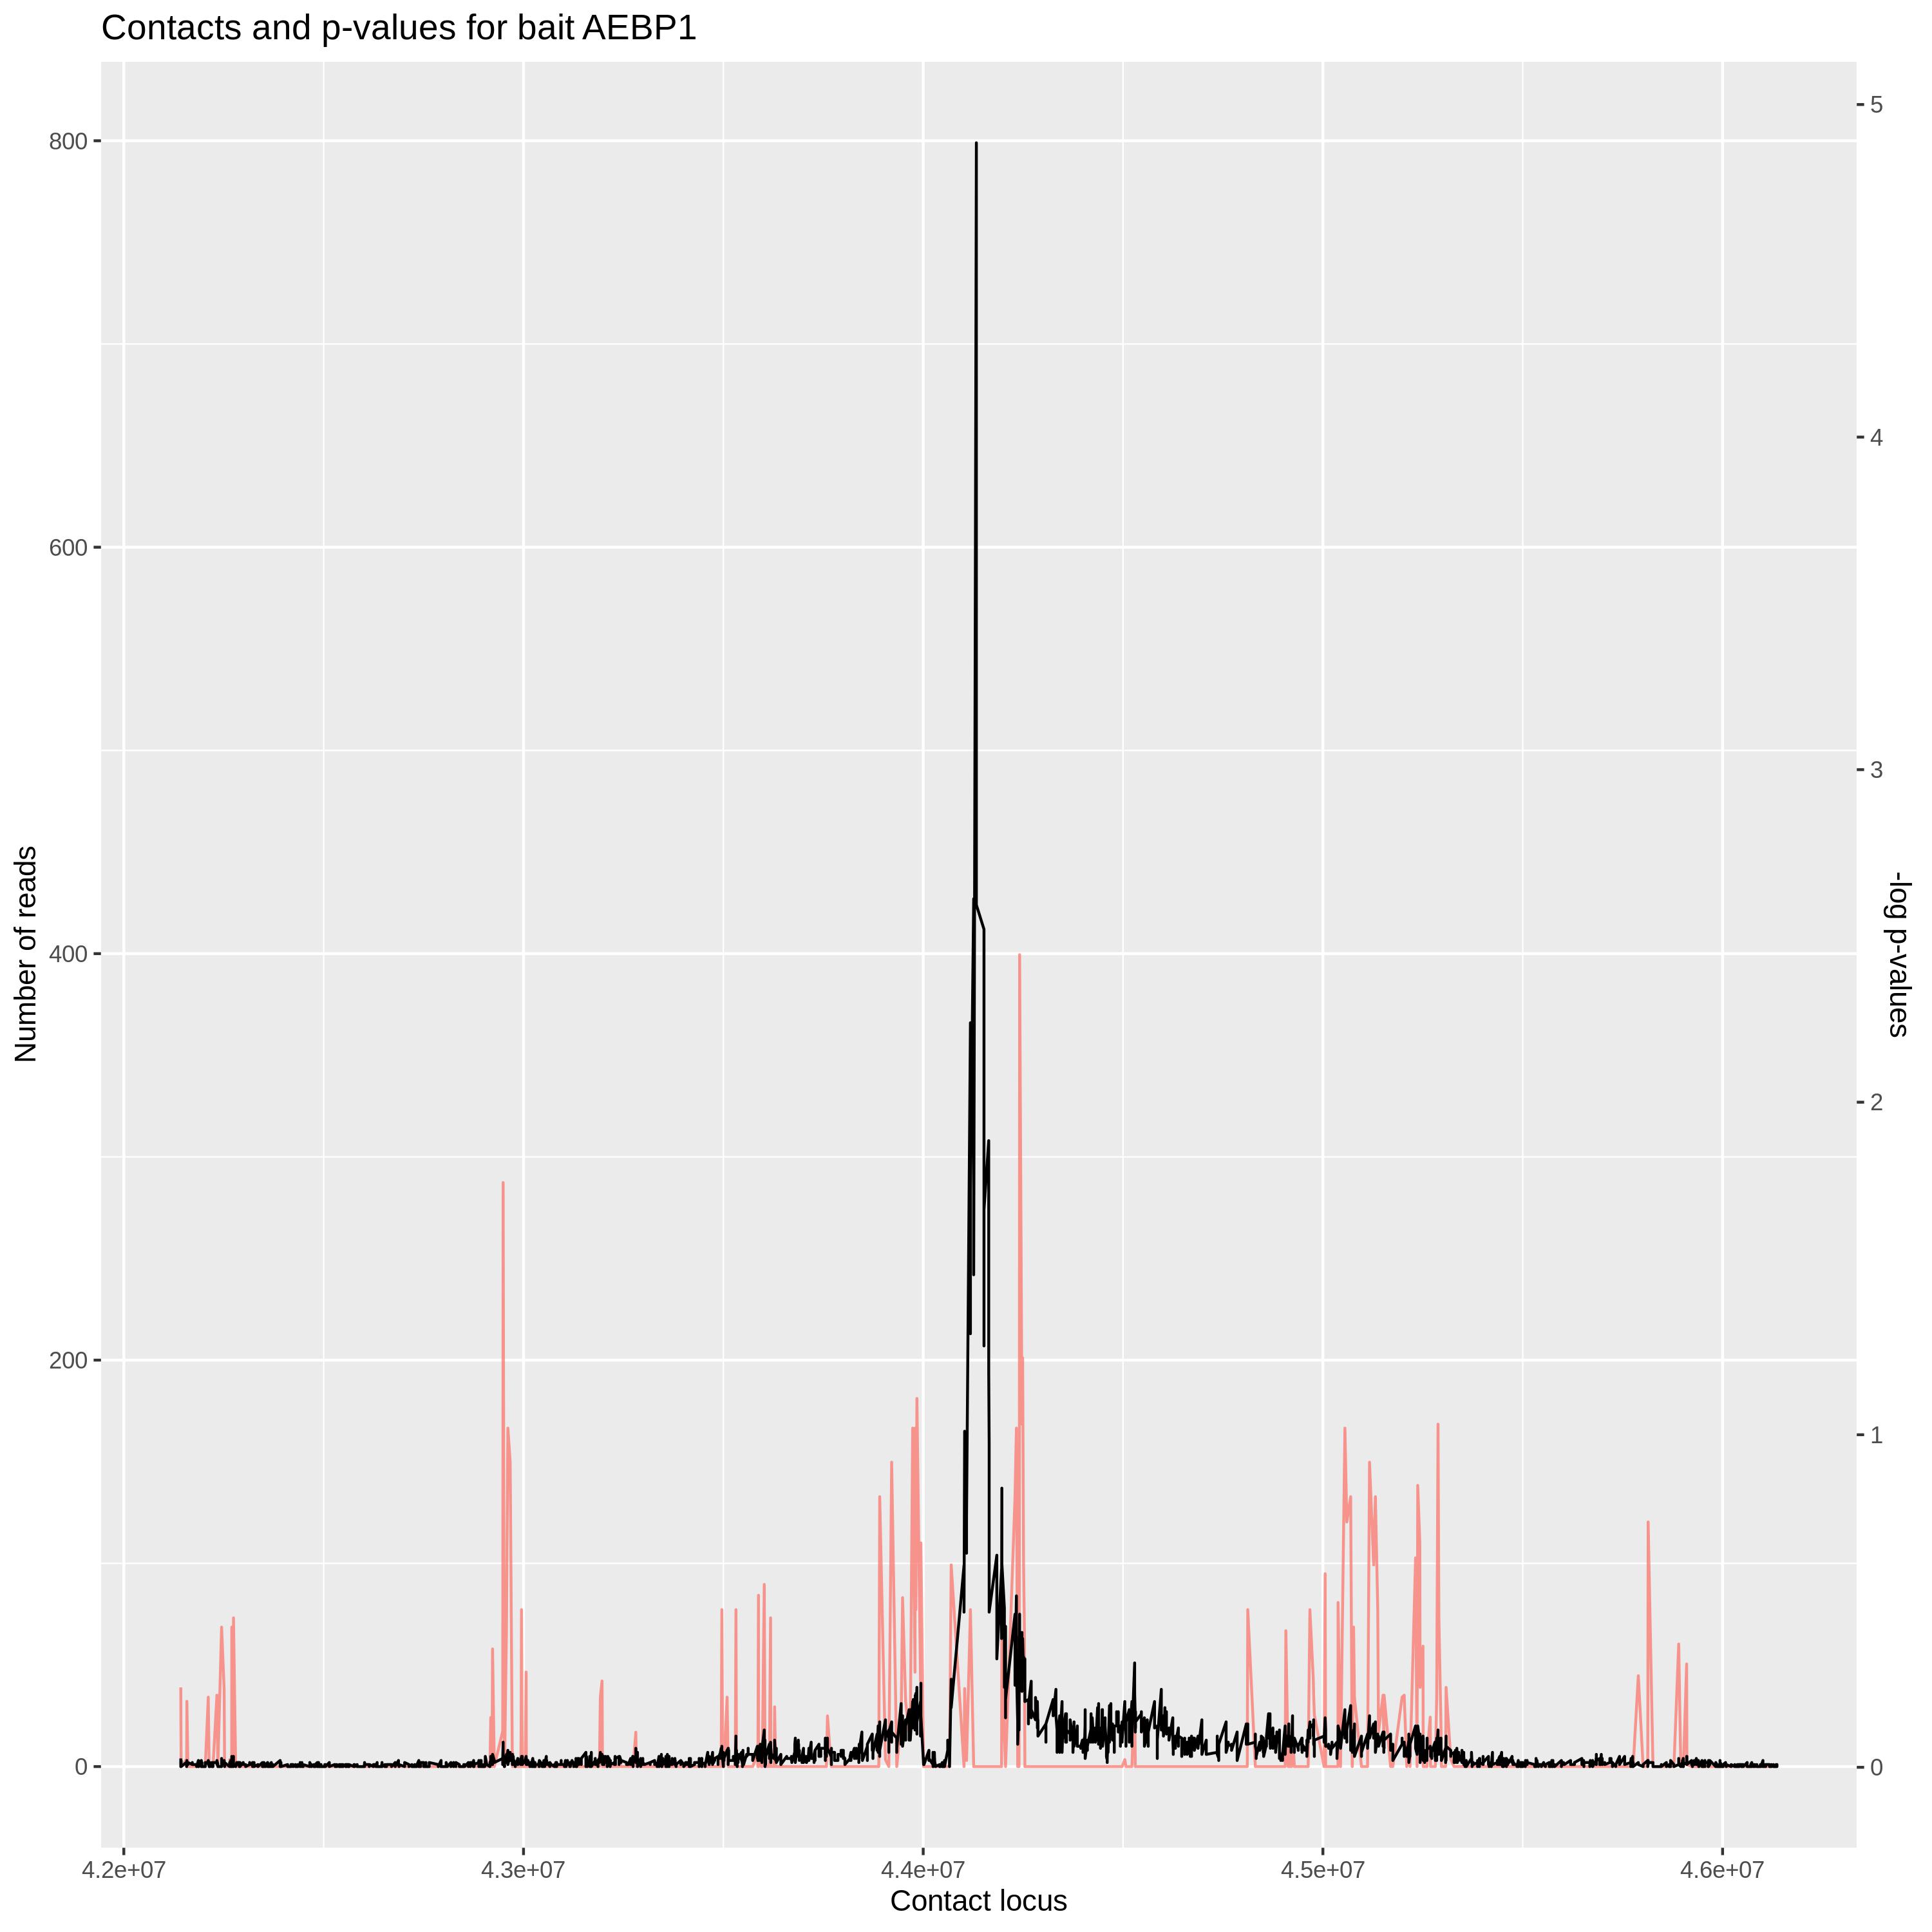 Contacts and p-values for bait AEBP1
800
600
400
200
0
Number of reads
5
4
3
2
1
0
-log p-values
4.2e+07
4.3e+07
4.4e+07
4.5e+07
4.6e+07
Contact locus